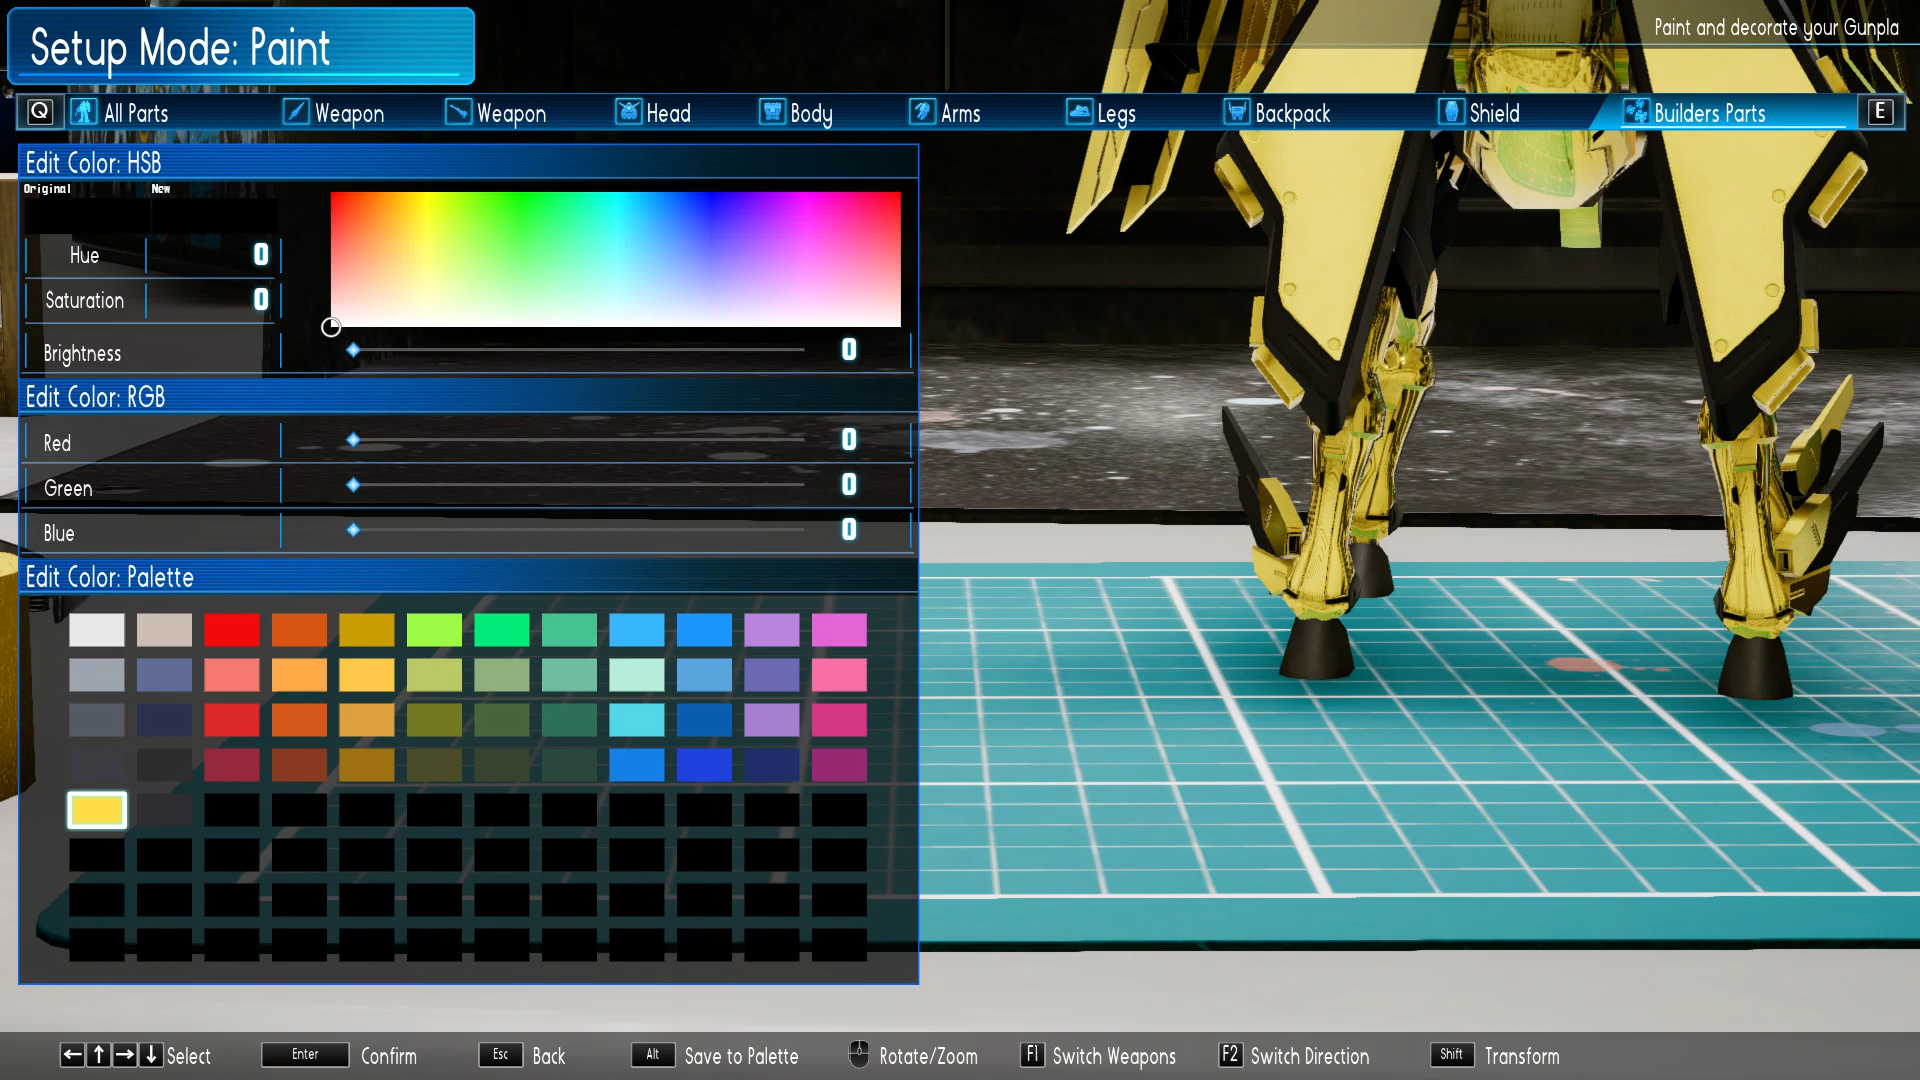 Setup Mode: Paint
Paint and decorate your Gunpla
Q All Parts Weapon Weapon Head Body Arms Legs Backpack Shield Builders Parts E
Edit Color: HSB
Original New
Hue 0
Saturation 0
Brightness 0
Edit Color: RGB
Red 0
Green 0
Blue 0
Edit Color: Palette
←↑→↓ Select Enter Confirm Esc Back Alt Save to Palette Rotate/Zoom F1 Switch Weapons F2 Switch Direction Shift Transform